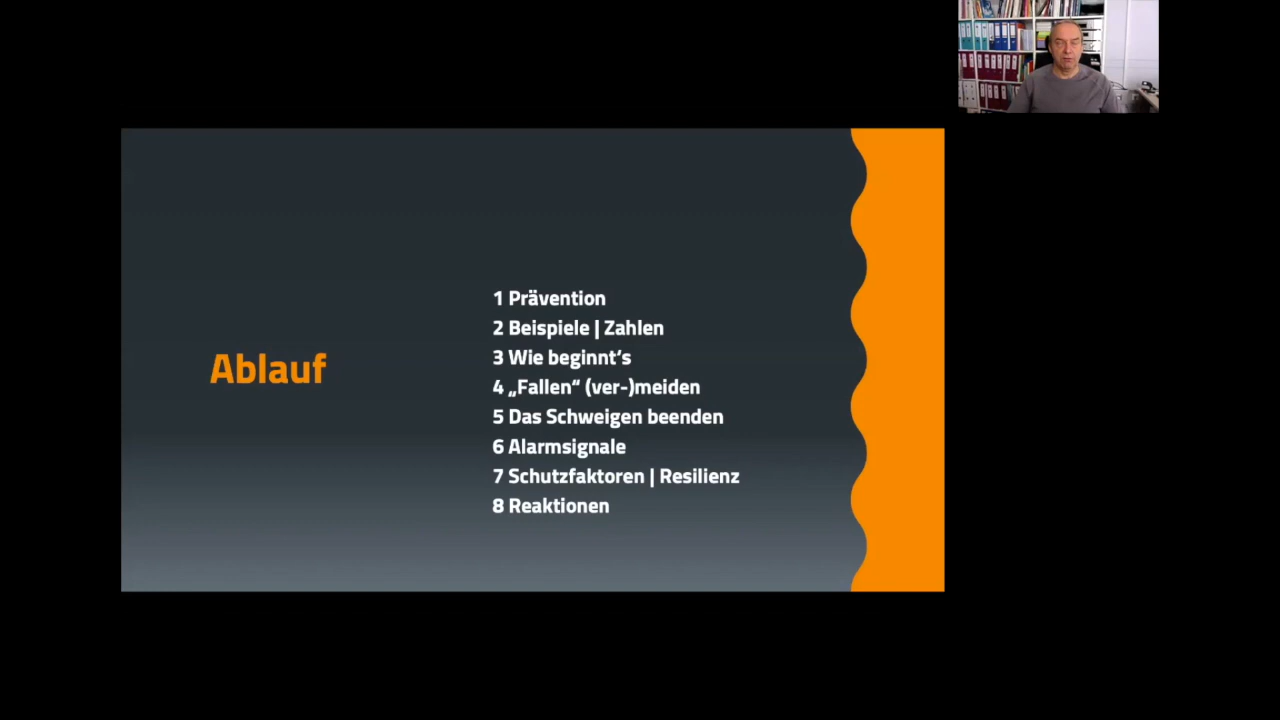 Ablauf
1 Prävention
2 Beispiele | Zahlen
3 Wie beginnt‘s
4 „Fallen“ (ver-)meiden
5 Das Schweigen beenden
6 Alarmsignale
7 Schutzfaktoren | Resilienz
8 Reaktionen